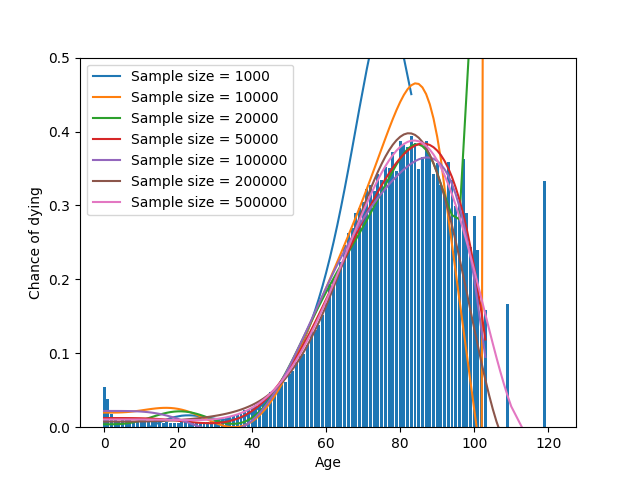 0.5
0.4
0.3
0.2
0.1
0.0
Chance of dying
Sample size = 1000
Sample size = 10000
Sample size = 20000
Sample size = 50000
Sample size = 100000
Sample size = 200000
Sample size = 500000
0 20 40 60 80 100 120
Age